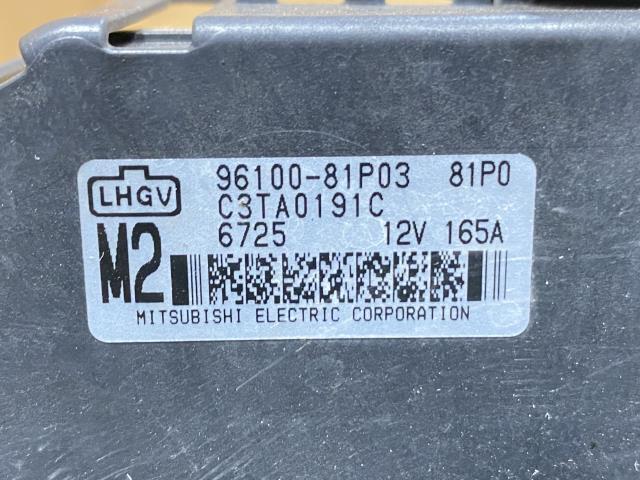 LHGV
96100-81P03 81P0
C3TA0191C
M2
6725 12V 165A
MITSUBISHI ELECTRIC CORPORATION